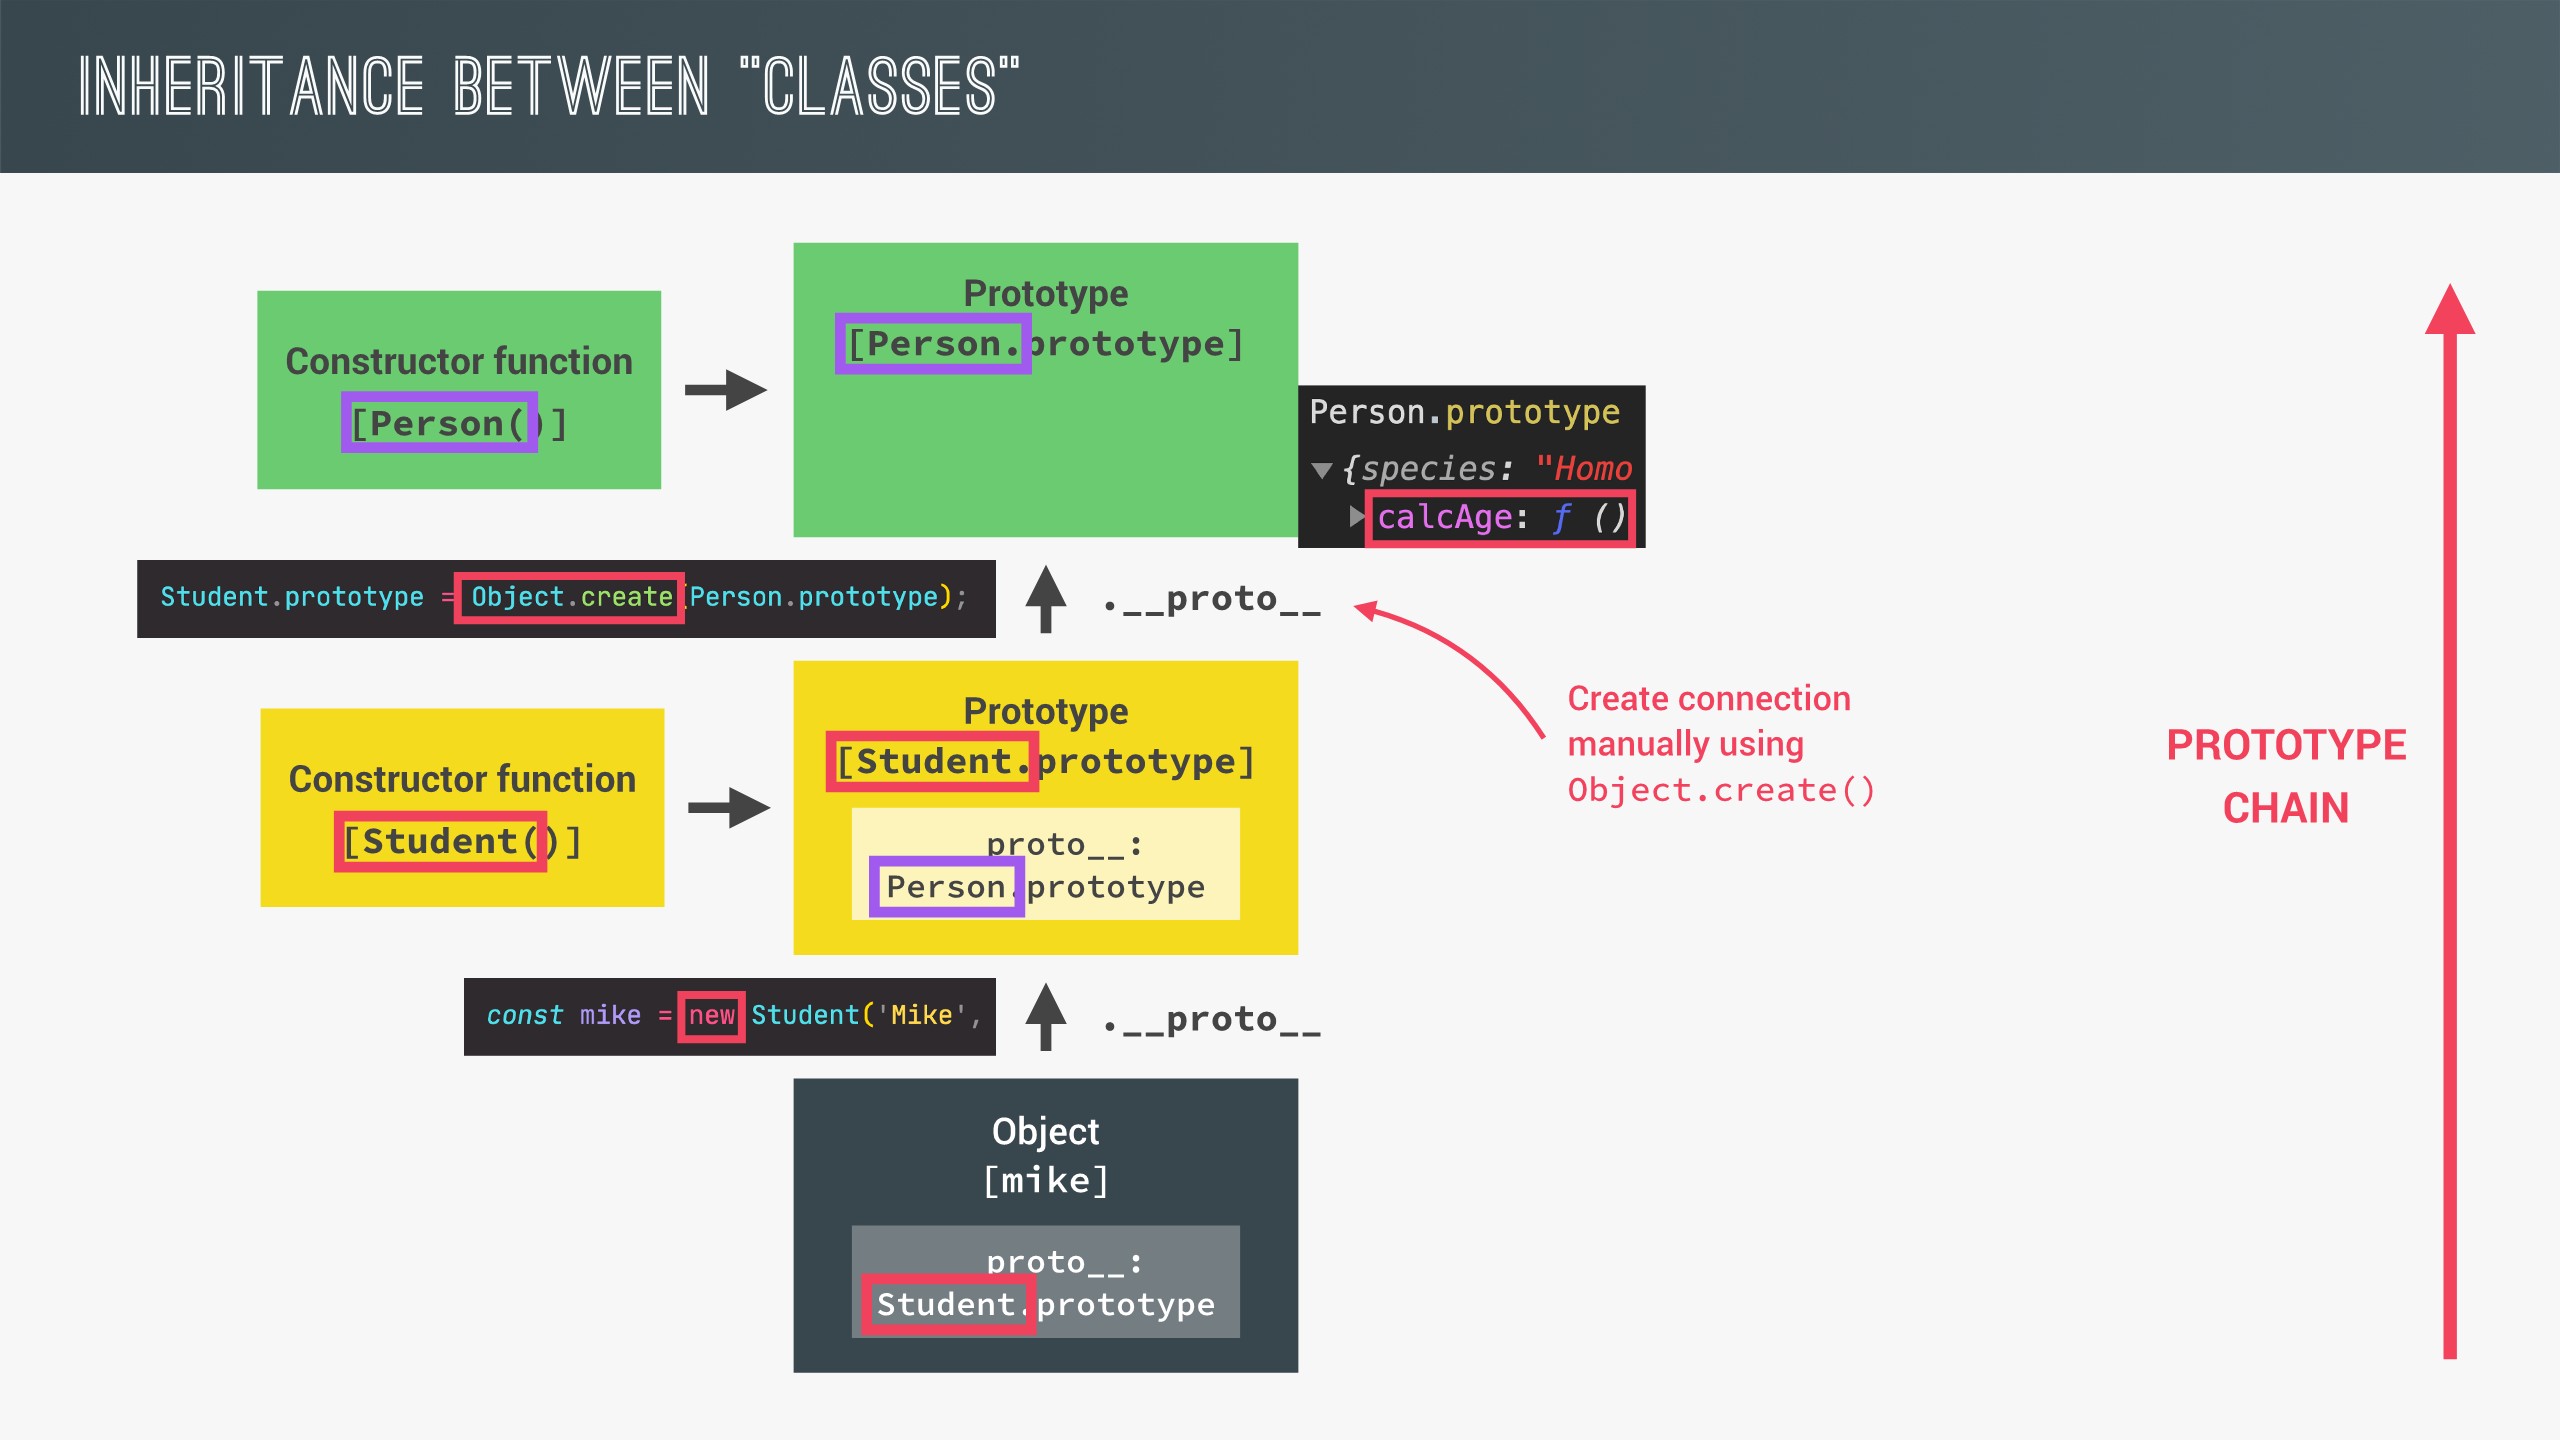 INHERITANCE BETWEEN "CLASSES"
Prototype
[Person.prototype]
Constructor function
[Person()]
Person.prototype
{species: "Homo
calcAge: ƒ ()
Student.prototype = Object.create(Person.prototype);
.__proto__
Create connection
manually using
Object.create()
PROTOTYPE
CHAIN
Prototype
[Student.prototype]
Constructor function
[Student()]
proto__:
Person.prototype
const mike = new Student('Mike',
.__proto__
Object
[mike]
proto__:
Student.prototype